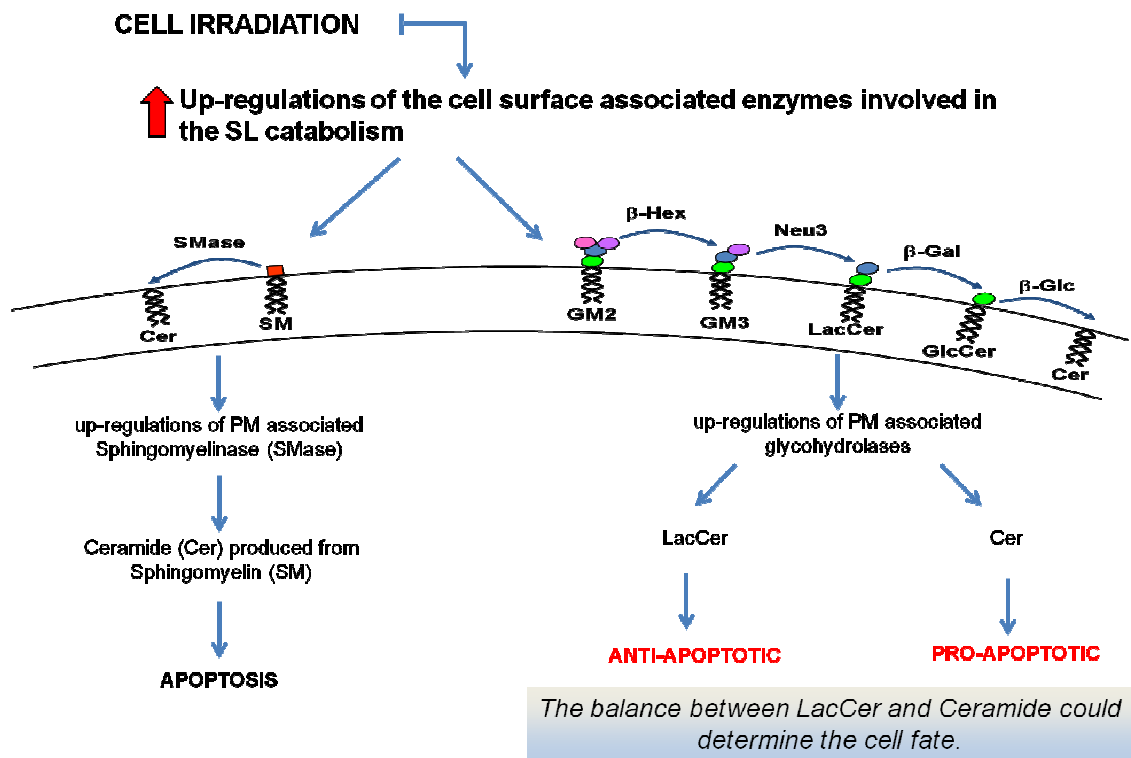 CELL IRRADIATION
Up-regulations of the cell surface associated enzymes involved in
the SL catabolism
SMase
β-Hex
Neu3
β-Gal
β-Glc
Cer
SM
GM2
GM3
LacCer
GlcCer
Cer
up-regulations of PM associated
Sphingomyelinase (SMase)
Ceramide (Cer) produced from
Sphingomyelin (SM)
APOPTOSIS
up-regulations of PM associated
glycohydrolases
LacCer
Cer
ANTI-APOPTOTIC
PRO-APOPTOTIC
The balance between LacCer and Ceramide could
determine the cell fate.